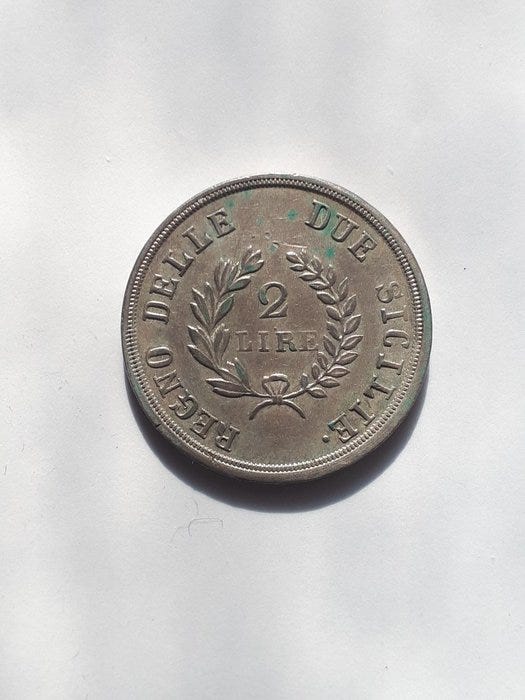 REGNO DELLE DUE SICILIE.
2
LIRE